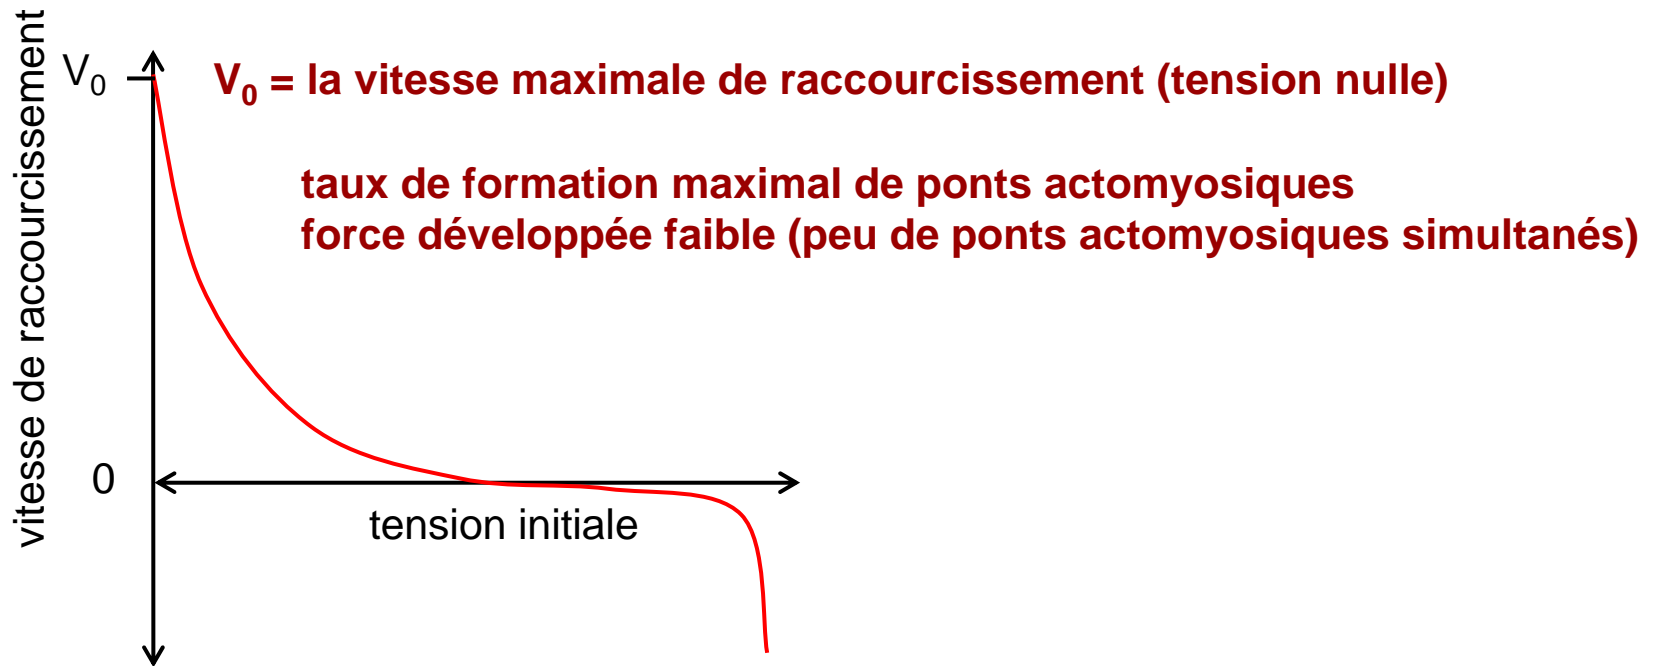 vitesse de raccourcissement
V₀
V₀ = la vitesse maximale de raccourcissement (tension nulle)
taux de formation maximal de ponts actomyosiques
force développée faible (peu de ponts actomyosiques simultanés)
0
tension initiale